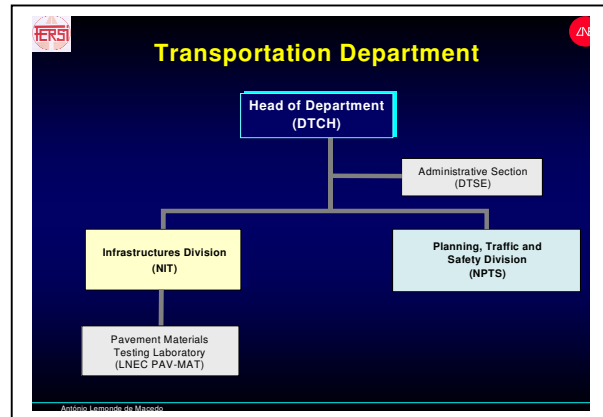 FERSI
Transportation Department
Head of Department
(DTCH)
Administrative Section
(DTSE)
Infrastructures Division
(NIT)
Planning, Traffic and
Safety Division
(NPTS)
Pavement Materials
Testing Laboratory
(LNEC PAV-MAT)
António Lemonde de Macedo